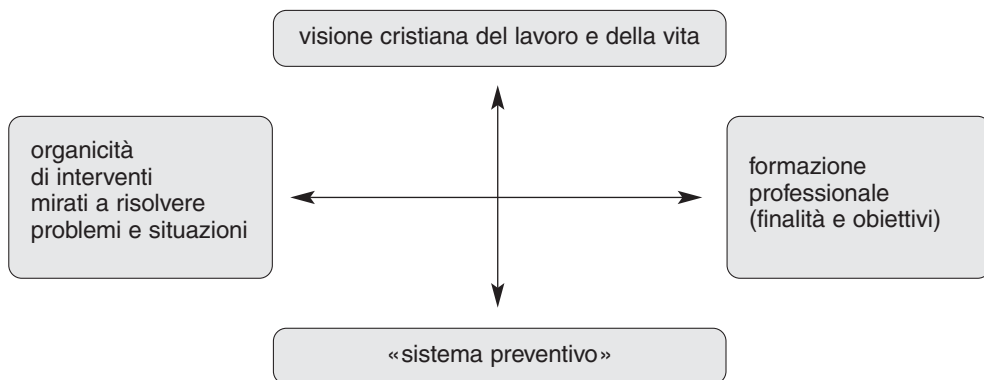 visione cristiana del lavoro e della vita
organicità
di interventi
mirati a risolvere
problemi e situazioni
formazione
professionale
(finalità e obiettivi)
«sistema preventivo»